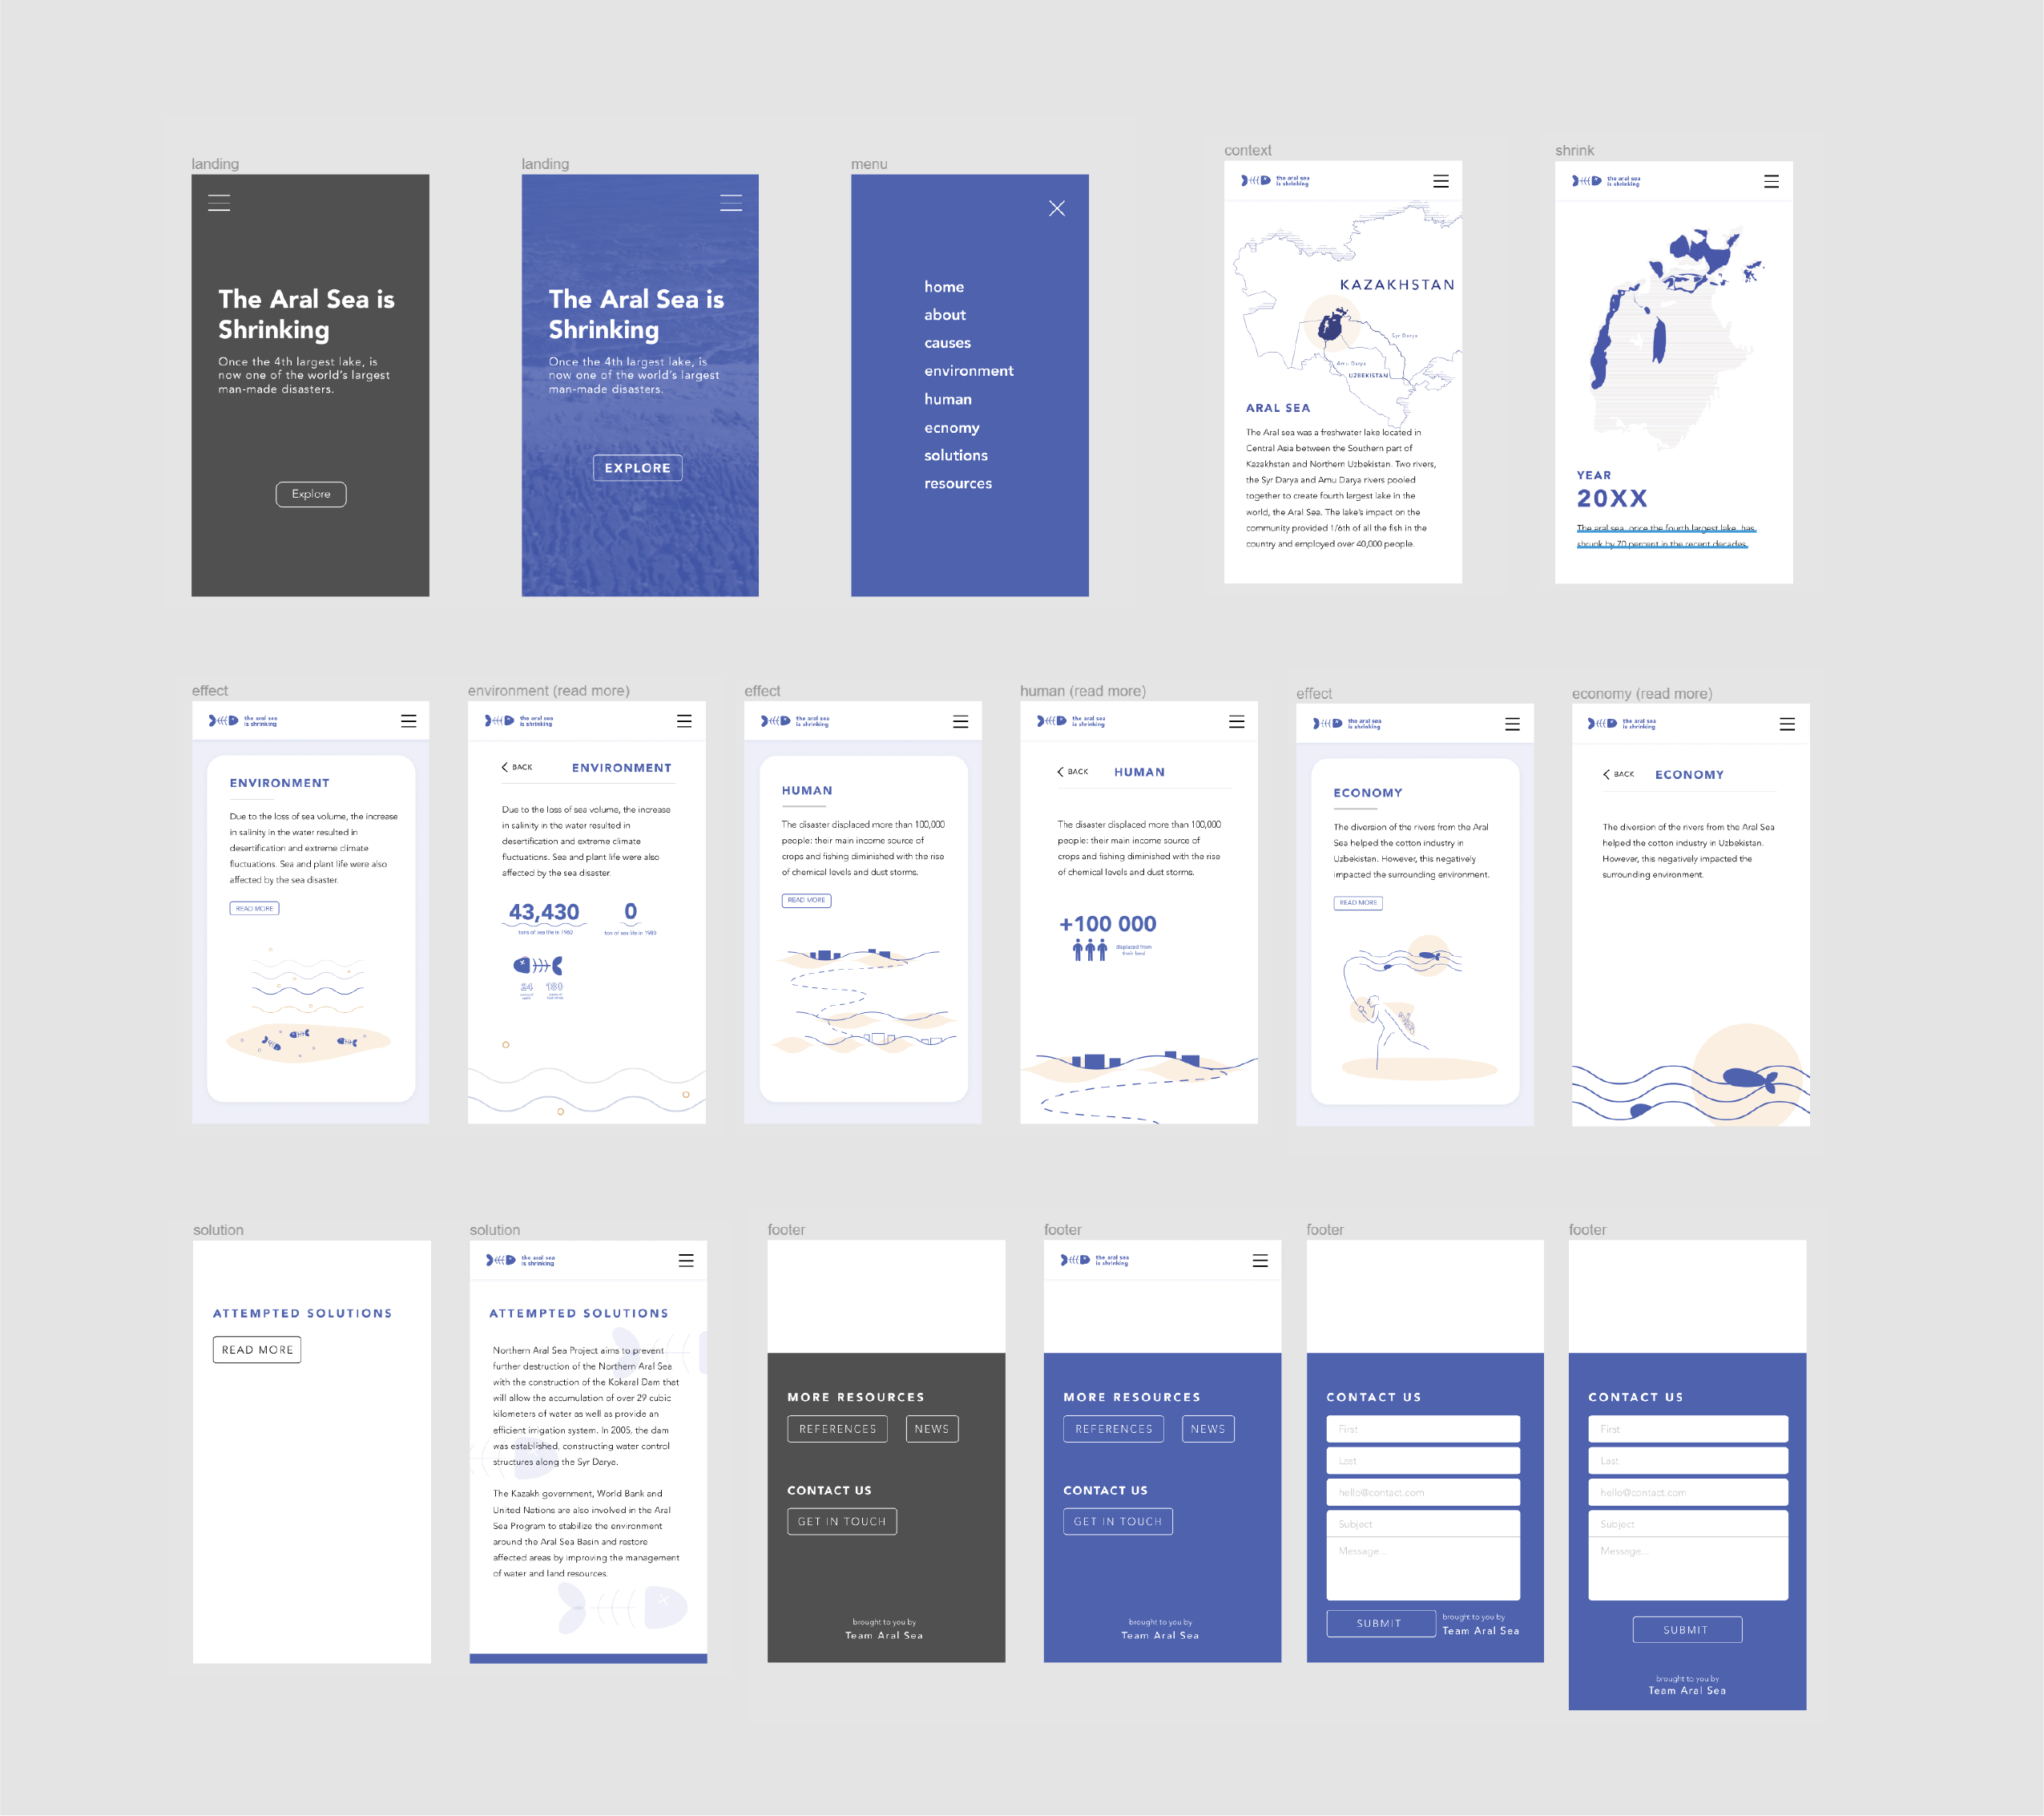 landing
The Aral Sea is
Shrinking
Once the 4th largest lake, is
now one of the world's largest
man-made disasters.
Explore
landing
The Aral Sea is
Shrinking
Once the 4th largest lake, is
now one of the world's largest
man-made disasters.
EXPLORE
menu
home
about
causes
environment
human
ecnomy
solutions
resources
context
the aral sea
is shrinking
KAZAKHSTAN
Syr Darya
Amu Darya
UZBEKISTAN
ARAL SEA
The Aral sea was a freshwater lake located in
Central Asia between the Southern part of
Kazakhstan and Northern Uzbekistan. Two rivers,
the Syr Darya and Amu Darya rivers pooled
together to create fourth largest lake in the
world, the Aral Sea. The lake's impact on the
community provided 1/6th of all the fish in the
country and employed over 40,000 people.
shrink
the aral sea
is shrinking
YEAR
20XX
The aral sea, once the fourth largest lake, has
shrunk by 70 percent in the recent decades.
effect
the aral sea
is shrinking
ENVIRONMENT
Due to the loss of sea volume, the increase
in salinity in the water resulted in
desertification and extreme climate
fluctuations. Sea and plant life were also
affected by the sea disaster.
READ MORE
environment (read more)
the aral sea
is shrinking
BACK
ENVIRONMENT
Due to the loss of sea volume, the increase
in salinity in the water resulted in
desertification and extreme climate
fluctuations. Sea and plant life were also
affected by the sea disaster.
43,430 0
tons of sea life in 1960 ton of sea life in 1980
24 180
effect
the aral sea
is shrinking
HUMAN
The disaster displaced more than 100,000
people: their main income source of
crops and fishing diminished with the rise
of chemical levels and dust storms.
READ MORE
human (read more)
the aral sea
is shrinking
BACK
HUMAN
The disaster displaced more than 100,000
people: their main income source of
crops and fishing diminished with the rise
of chemical levels and dust storms.
+100 000
displaced from
their land
effect
the aral sea
is shrinking
ECONOMY
The diversion of the rivers from the Aral
Sea helped the cotton industry in
Uzbekistan. However, this negatively
impacted the surrounding environment.
READ MORE
economy (read more)
the aral sea
is shrinking
BACK
ECONOMY
The diversion of the rivers from the Aral Sea
helped the cotton industry in Uzbekistan.
However, this negatively impacted the
surrounding environment.
solution
ATTEMPTED SOLUTIONS
READ MORE
solution
the aral sea
is shrinking
ATTEMPTED SOLUTIONS
Northern Aral Sea Project aims to prevent
further destruction of the Northern Aral Sea
with the construction of the Kokaral Dam that
will allow the accumulation of over 29 cubic
kilometers of water as well as provide an
efficient irrigation system. In 2005, the dam
was established, constructing water control
structures along the Syr Darya.
The Kazakh government, World Bank and
United Nations are also involved in the Aral
Sea Program to stabilize the environment
around the Aral Sea Basin and restore
affected areas by improving the management
of water and land resources.
footer
MORE RESOURCES
REFERENCES NEWS
CONTACT US
GET IN TOUCH
brought to you by
Team Aral Sea
footer
the aral sea
is shrinking
MORE RESOURCES
REFERENCES NEWS
CONTACT US
GET IN TOUCH
brought to you by
Team Aral Sea
footer
CONTACT US
First
Last
hello@contact.com
Subject
Message...
SUBMIT
brought to you by
Team Aral Sea
footer
CONTACT US
First
Last
hello@contact.com
Subject
Message...
SUBMIT
brought to you by
Team Aral Sea